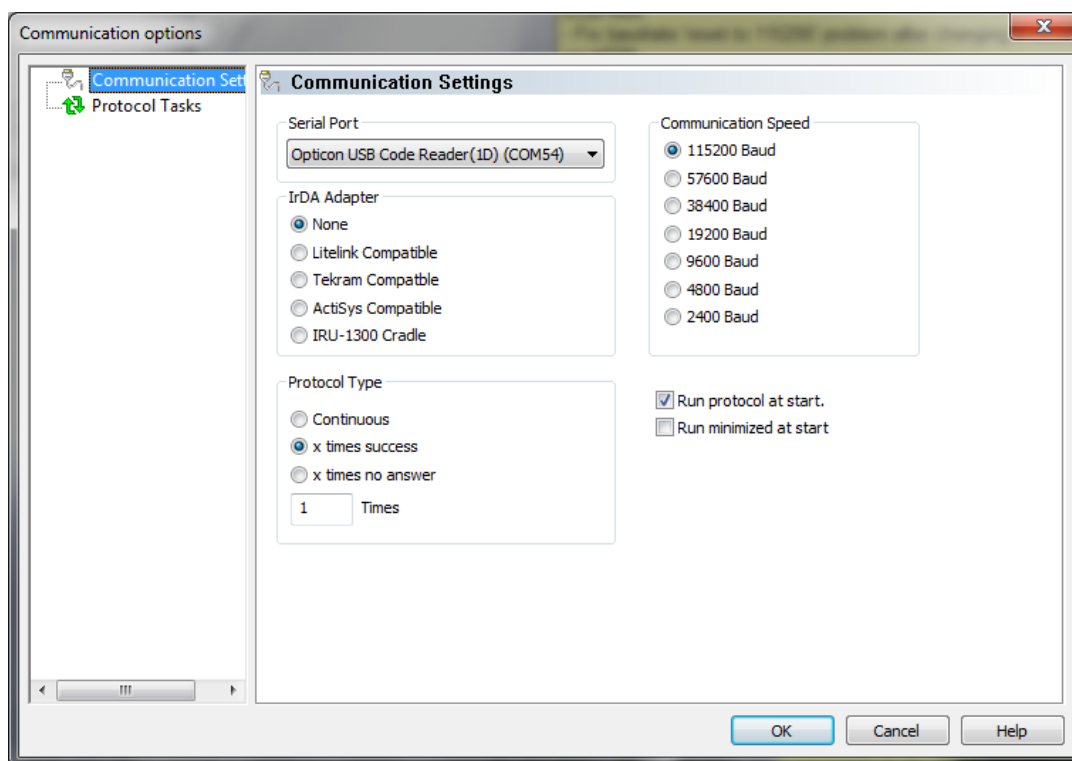 Communication options
Communication Sett
Protocol Tasks
Communication Settings
Serial Port
Opticon USB Code Reader(1D) (COM54)
IrDA Adapter
None
Litelink Compatible
Tekram Compatble
ActiSys Compatible
IRU-1300 Cradle
Protocol Type
Continuous
x times success
x times no answer
1 Times
Communication Speed
115200 Baud
57600 Baud
38400 Baud
19200 Baud
9600 Baud
4800 Baud
2400 Baud
Run protocol at start.
Run minimized at start
OK Cancel Help